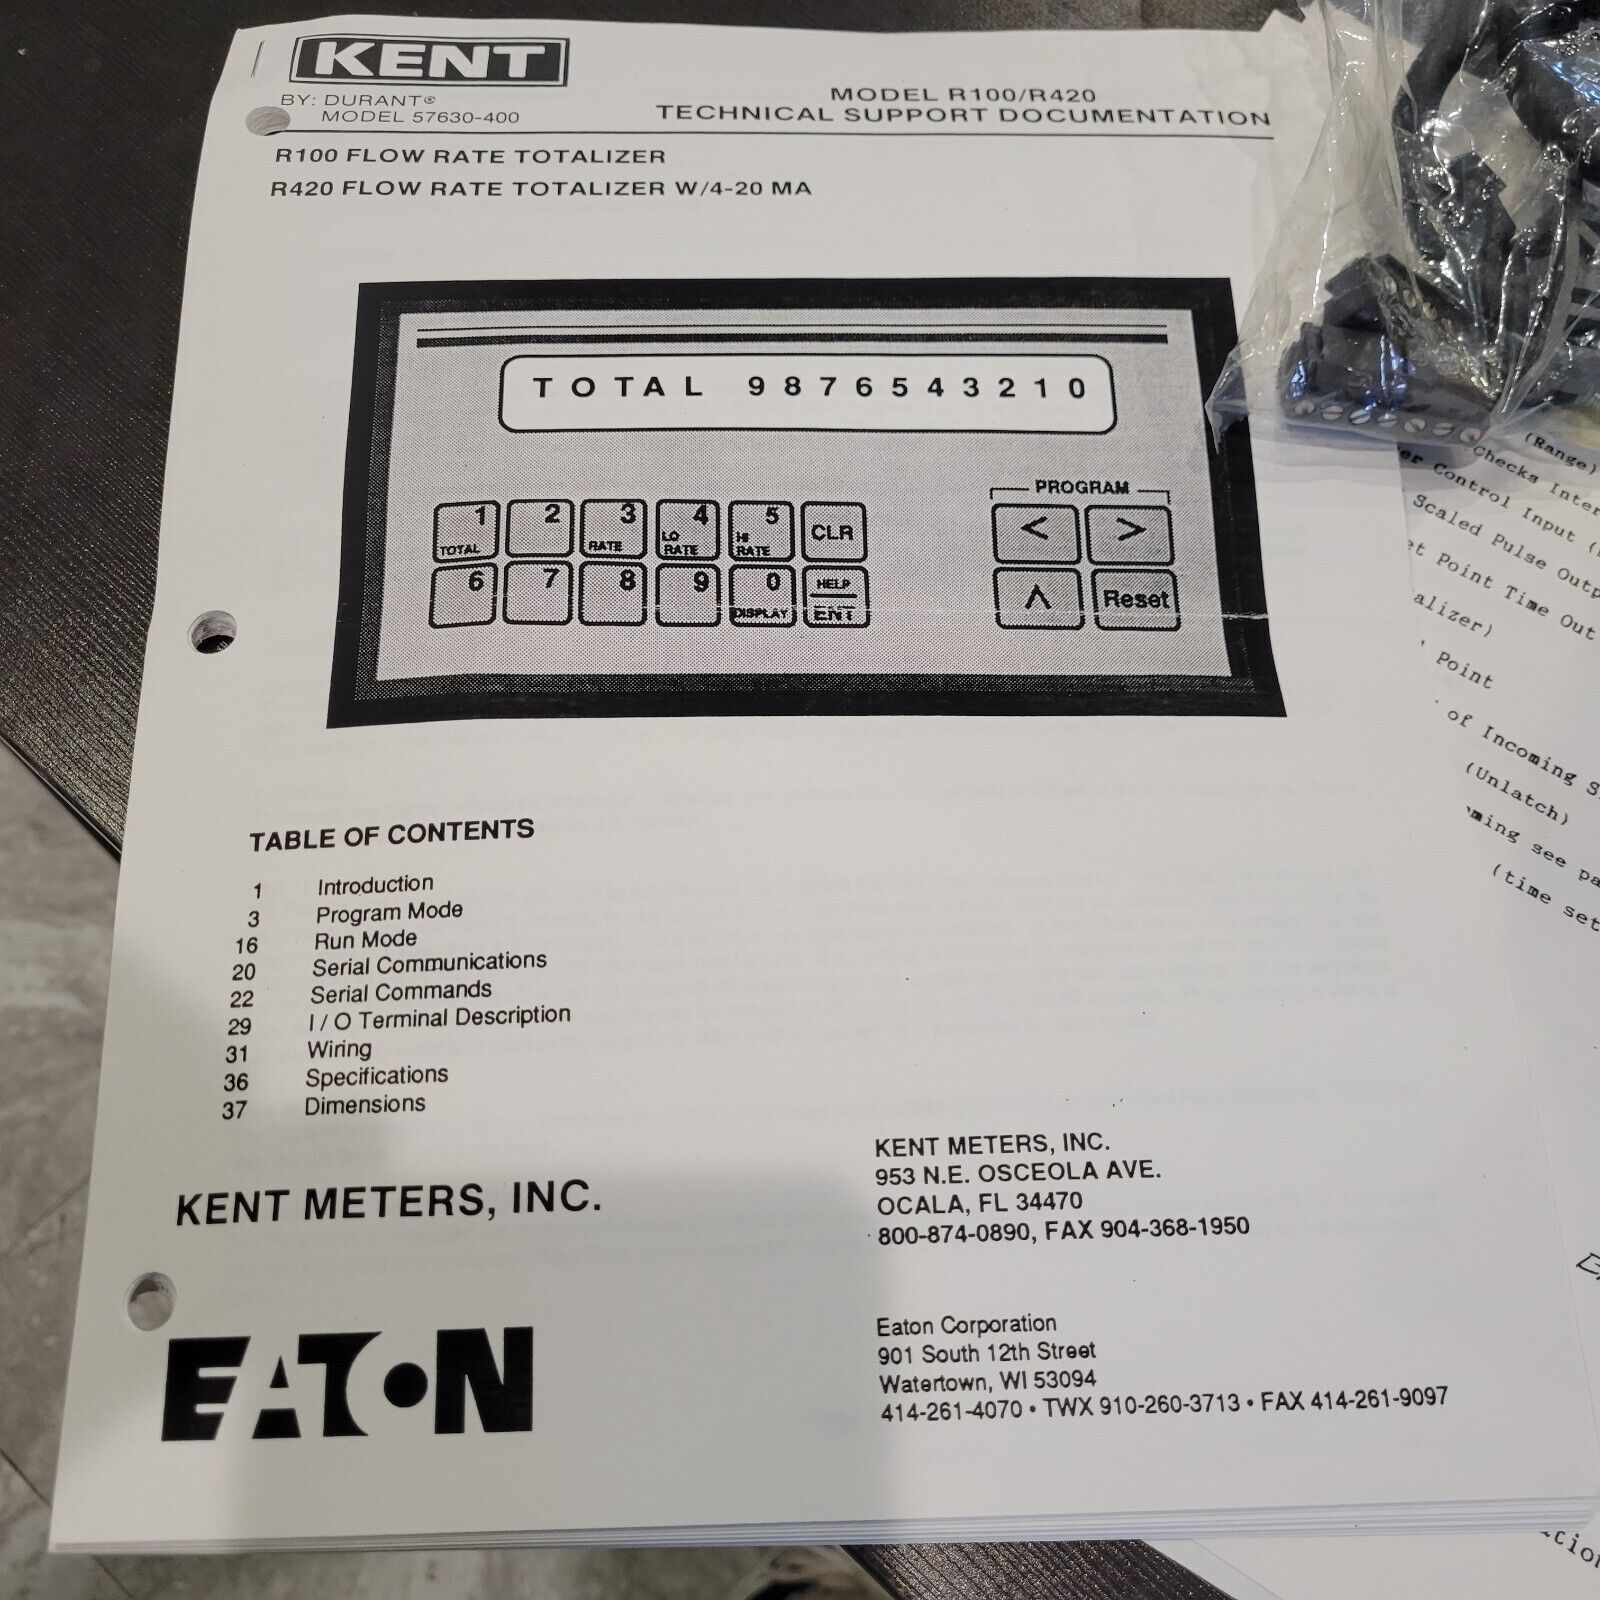 KENT
BY: DURANT®
MODEL 57630-400
MODEL R100/R420
TECHNICAL SUPPORT DOCUMENTATION
R100 FLOW RATE TOTALIZER
R420 FLOW RATE TOTALIZER W/4-20 MA
TOTAL 9876543210
PROGRAM
1 TOTAL 2 3 RATE 4 LO RATE 5 HI RATE CLR < >
6 7 8 9 0 DISPLAY HELP ENT ^ Reset
TABLE OF CONTENTS
1 Introduction
3 Program Mode
16 Run Mode
20 Serial Communications
22 Serial Commands
29 I / O Terminal Description
31 Wiring
36 Specifications
37 Dimensions
KENT METERS, INC.
KENT METERS, INC.
953 N.E. OSCEOLA AVE.
OCALA, FL 34470
800-874-0890, FAX 904-368-1950
EATON
Eaton Corporation
901 South 12th Street
Watertown, WI 53094
414-261-4070 • TWX 910-260-3713 • FAX 414-261-9097
(Range)
Checks
Control Input
Scaled Pulse
Point Time Out
Point
of Incoming
(Unlatch)
see
(time set